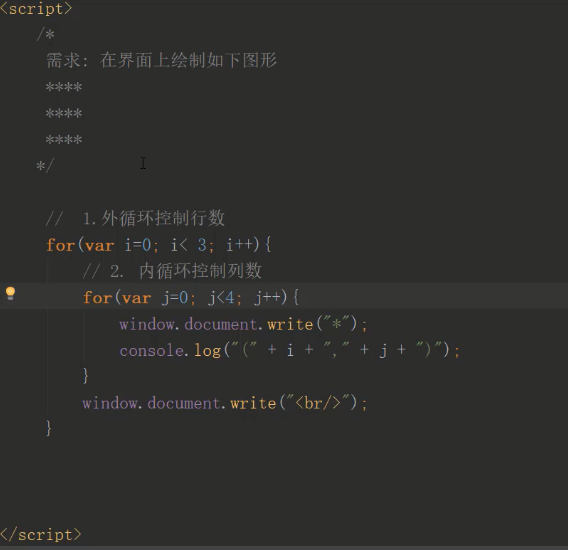 <script>
/*
需求: 在界面上绘制如下图形
****
****
****
*/
// 1.外循环控制行数
for(var i=0; i< 3; i++){
// 2. 内循环控制列数
for(var j=0; j<4; j++){
window.document.write("*");
console.log("(" + i + "," + j + ")");
}
window.document.write("<br/>");
}
</script>